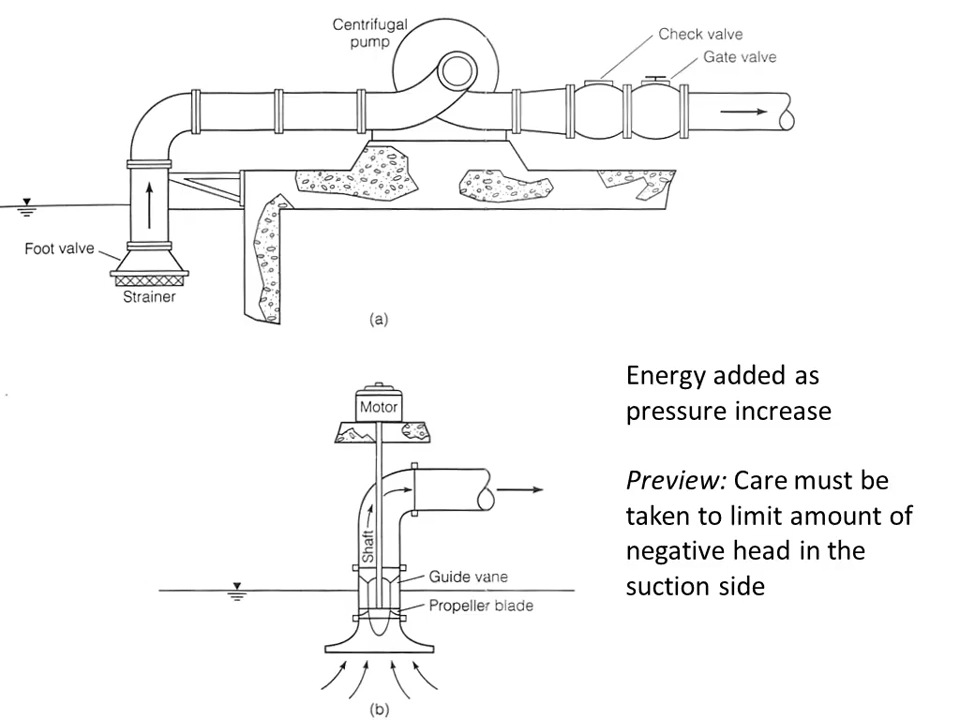 Centrifugal
pump
Check valve
Gate valve
Foot valve
Strainer
(a)
Energy added as
pressure increase
Motor
Preview: Care must be
taken to limit amount of
negative head in the
suction side
Shaft
Guide vane
Propeller blade
(b)